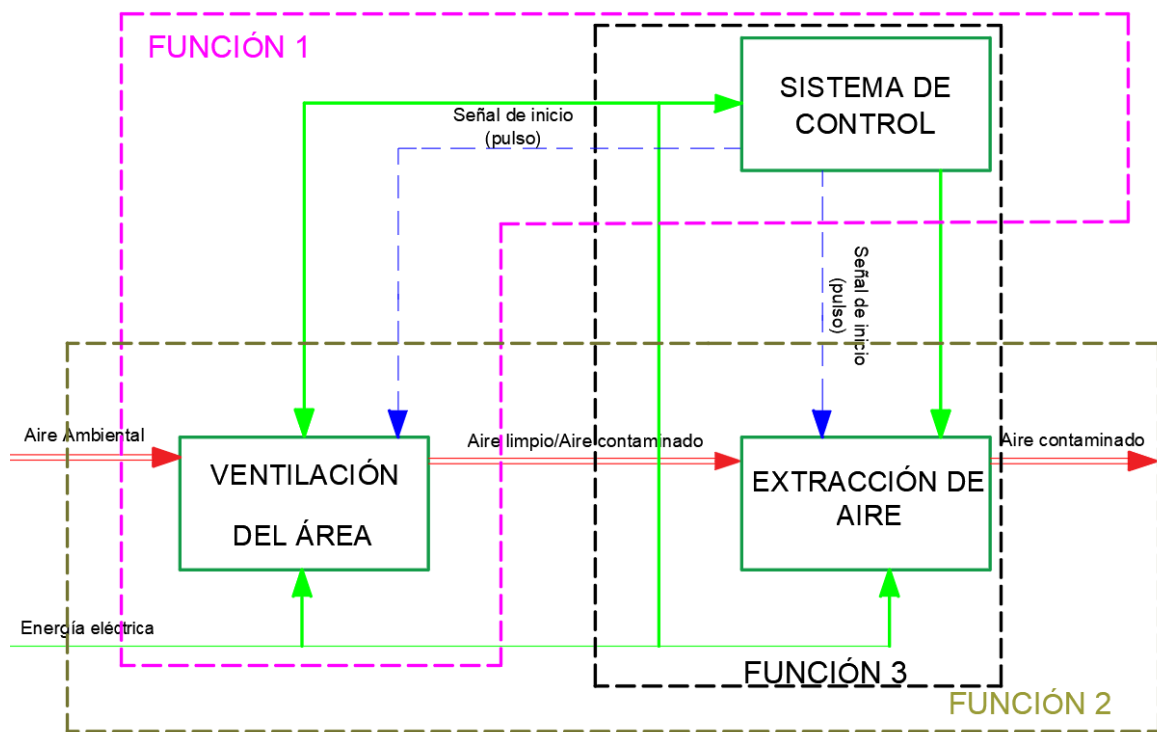 FUNCIÓN 1
SISTEMA DE
CONTROL
Señal de inicio
(pulso)
Señal de inicio
(pulso)
Aire Ambiental
VENTILACIÓN
DEL ÁREA
Aire limpio/Aire contaminado
EXTRACCIÓN DE
AIRE
Aire contaminado
Energía eléctrica
FUNCIÓN 3
FUNCIÓN 2